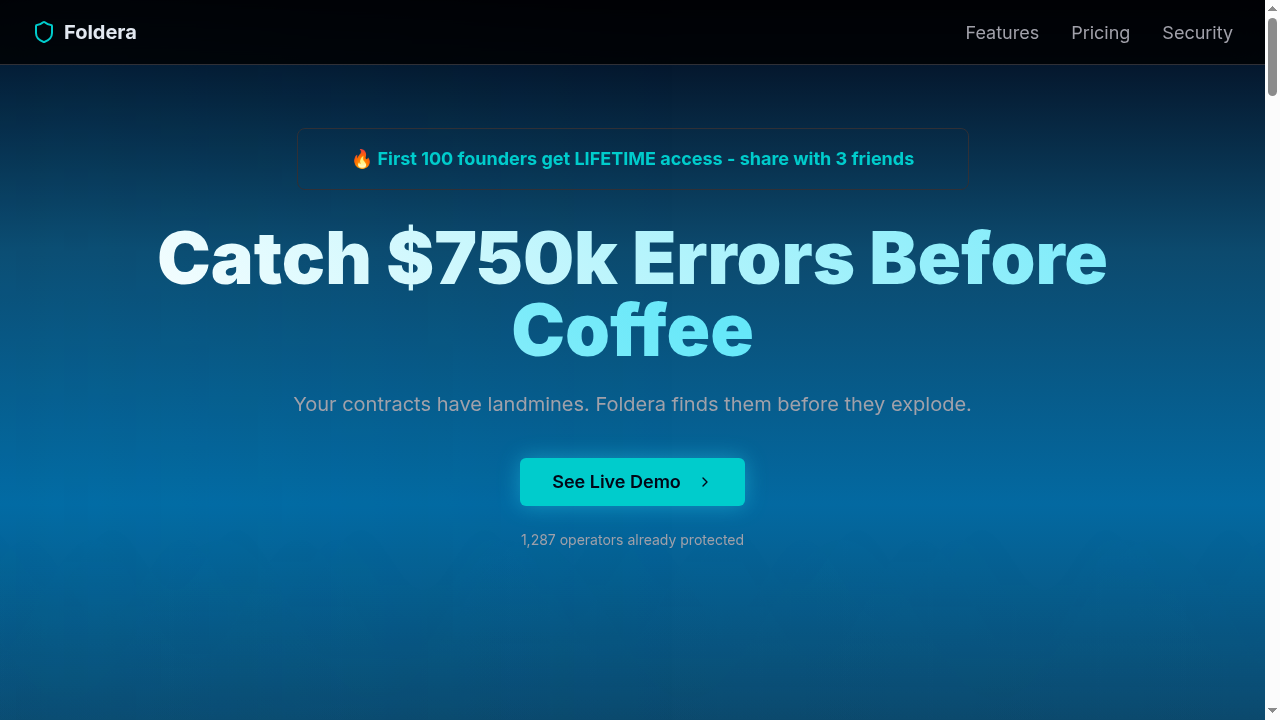 Foldera
Features
Pricing
Security
🔥 First 100 founders get LIFETIME access - share with 3 friends
Catch $750k Errors Before
Coffee
Your contracts have landmines. Foldera finds them before they explode.
See Live Demo
1,287 operators already protected